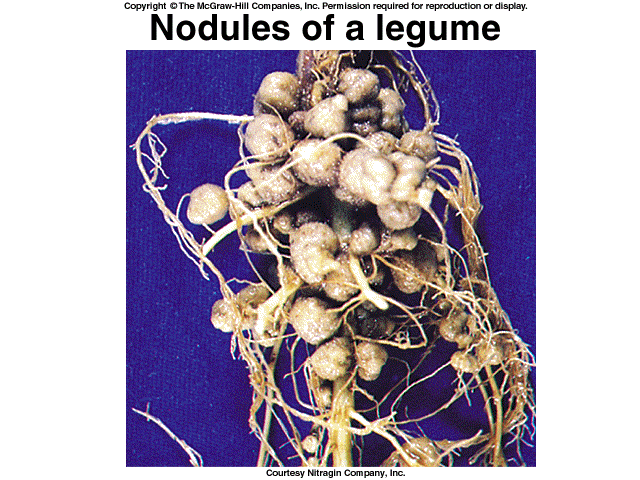 Copyright © The McGraw-Hill Companies, Inc. Permission required for reproduction or display.
Nodules of a legume
Courtesy Nitragin Company, Inc.